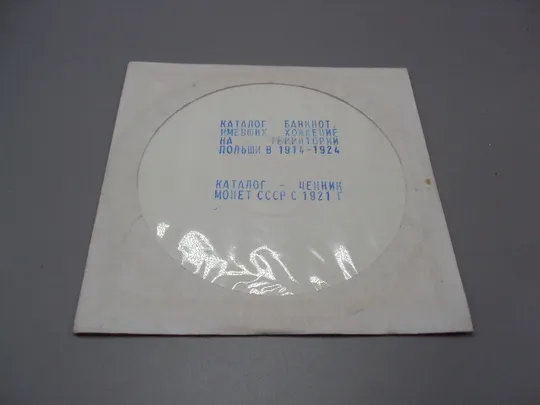 КАТАЛОГ БАНКНОТ,
ИМЕВШИХ ХОЖДЕНИЕ
НА ТЕРРИТОРИИ
ПОЛЬШИ В 1914-1924
КАТАЛОГ - ЦЕННИК
МОНЕТ СССР С 1921 Г